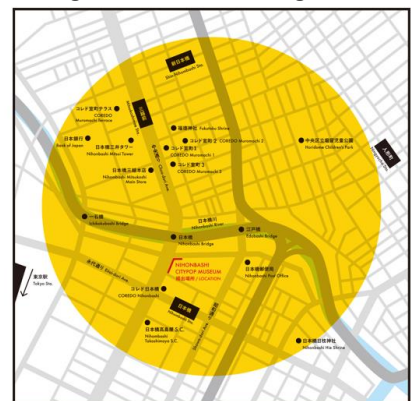 新日本橋
Shin-Nihombashi Sta.
コレド室町テラス
COREDO
Muromachi Terrace
三越前
日本銀行
Bank of Japan
日本橋三井タワー
Nihonbashi Mitsui Tower
福徳神社 Fukutoku Shrine
コレド室町2 COREDO Muromachi 2
コレド室町1
COREDO Muromachi 1
コレド室町3
COREDO Muromachi 3
日本橋三越本店
Nihonbashi Mitsukoshi
Main Store
中央区立堀留児童公園
Horidome Children's Park
人形町
一石橋
Ichikokubashi Bridge
日本橋川
Nihonbashi River
日本橋
Nihonbashi Bridge
江戸橋
Edobashi Bridge
NIHONBASHI
CITYPOP MUSEUM
掲出場所 / LOCATION
日本橋郵便局
Nihonbashi Post Office
東京駅
Tokyo Sta.
コレド日本橋
COREDO Nihonbashi
日本橋
Nihombashi Sta.
日本橋髙島屋S.C.
Nihonbashi
Takashimaya S.C.
日本橋日枝神社
Nihonbashi Hie Shrine